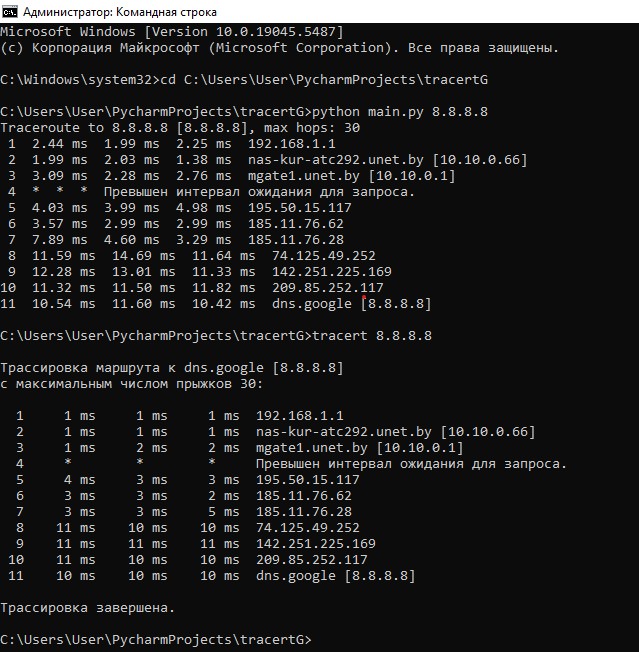 Администратор: Командная строка
Microsoft Windows [Version 10.0.19045.5487]
(c) Корпорация Майкрософт (Microsoft Corporation). Все права защищены.
C:\Windows\system32>cd C:\Users\User\PycharmProjects\tracertG
C:\Users\User\PycharmProjects\tracertG>python main.py 8.8.8.8
Traceroute to 8.8.8.8 [8.8.8.8], max hops: 30
1 2.44 ms 1.99 ms 2.25 ms 192.168.1.1
2 1.99 ms 2.03 ms 1.38 ms nas-kur-atc292.unet.by [10.10.0.66]
3 3.09 ms 2.28 ms 2.76 ms mgate1.unet.by [10.10.0.1]
4 * * * Превышен интервал ожидания для запроса.
5 4.03 ms 3.99 ms 4.98 ms 195.50.15.117
6 3.57 ms 2.99 ms 2.99 ms 185.11.76.62
7 7.89 ms 4.60 ms 3.29 ms 185.11.76.28
8 11.59 ms 14.69 ms 11.64 ms 74.125.49.252
9 12.28 ms 13.01 ms 11.33 ms 142.251.225.169
10 11.32 ms 11.50 ms 11.82 ms 209.85.252.117
11 10.54 ms 11.60 ms 10.42 ms dns.google [8.8.8.8]
C:\Users\User\PycharmProjects\tracertG>tracert 8.8.8.8
Трассировка маршрута к dns.google [8.8.8.8]
с максимальным числом прыжков 30:
1 1 ms 1 ms 1 ms 192.168.1.1
2 1 ms 1 ms 1 ms nas-kur-atc292.unet.by [10.10.0.66]
3 1 ms 2 ms 2 ms mgate1.unet.by [10.10.0.1]
4 * * * Превышен интервал ожидания для запроса.
5 4 ms 3 ms 3 ms 195.50.15.117
6 3 ms 3 ms 2 ms 185.11.76.62
7 3 ms 3 ms 5 ms 185.11.76.28
8 11 ms 10 ms 10 ms 74.125.49.252
9 11 ms 11 ms 11 ms 142.251.225.169
10 11 ms 10 ms 10 ms 209.85.252.117
11 10 ms 10 ms 10 ms dns.google [8.8.8.8]
Трассировка завершена.
C:\Users\User\PycharmProjects\tracertG>